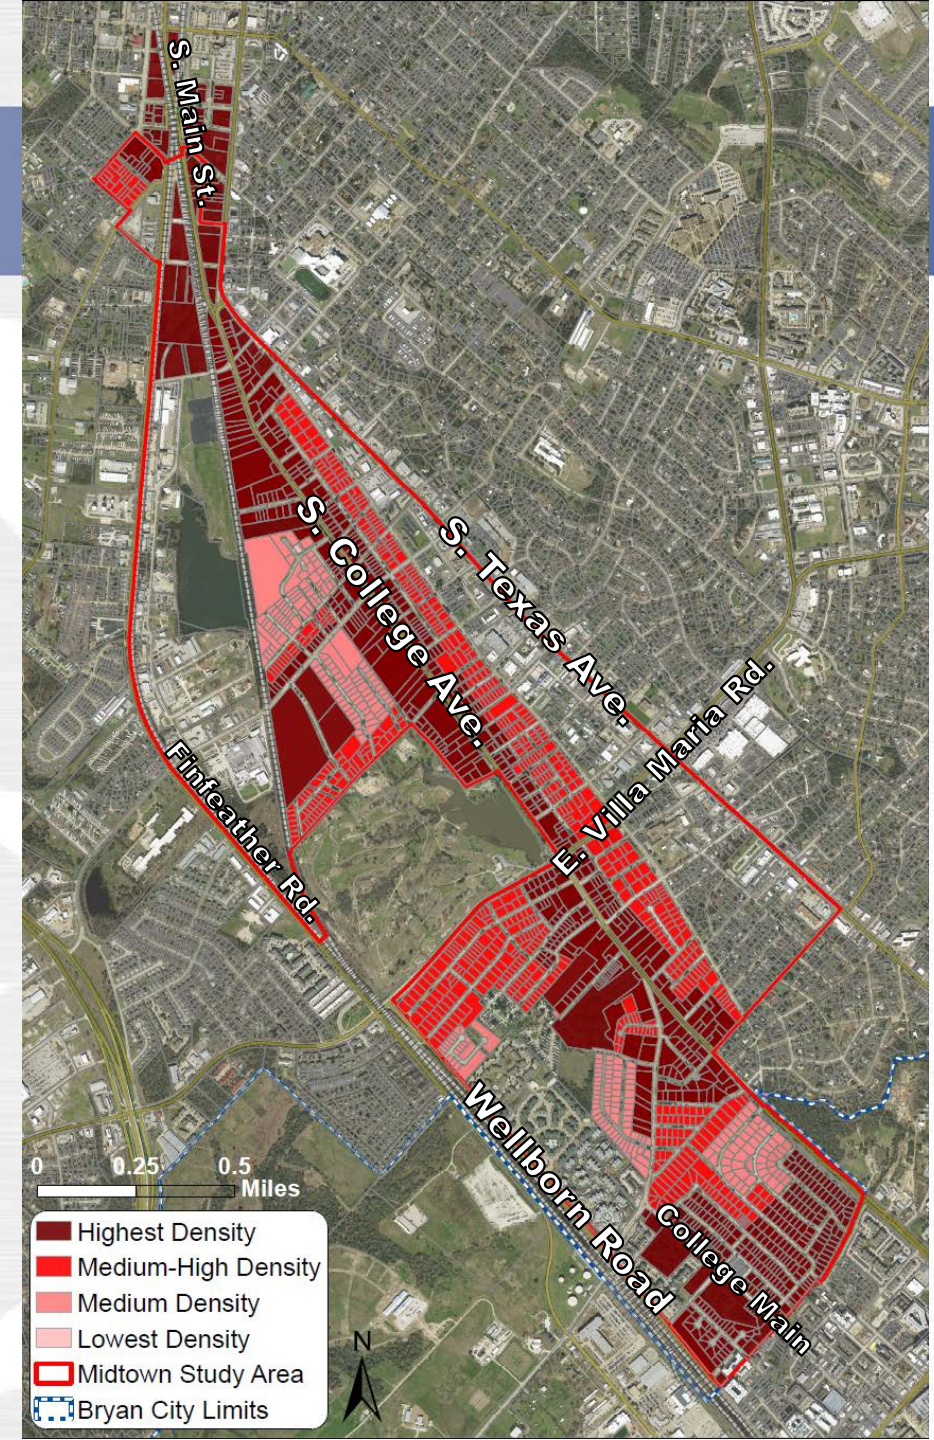 S. Main St.
S. College Ave.
S. Texas Ave.
E. Villa Maria Rd.
Finfeather Rd.
Wellborn Road
College Main
0 0.25 0.5
Miles
Highest Density
Medium-High Density
Medium Density
Lowest Density
Midtown Study Area
Bryan City Limits
N